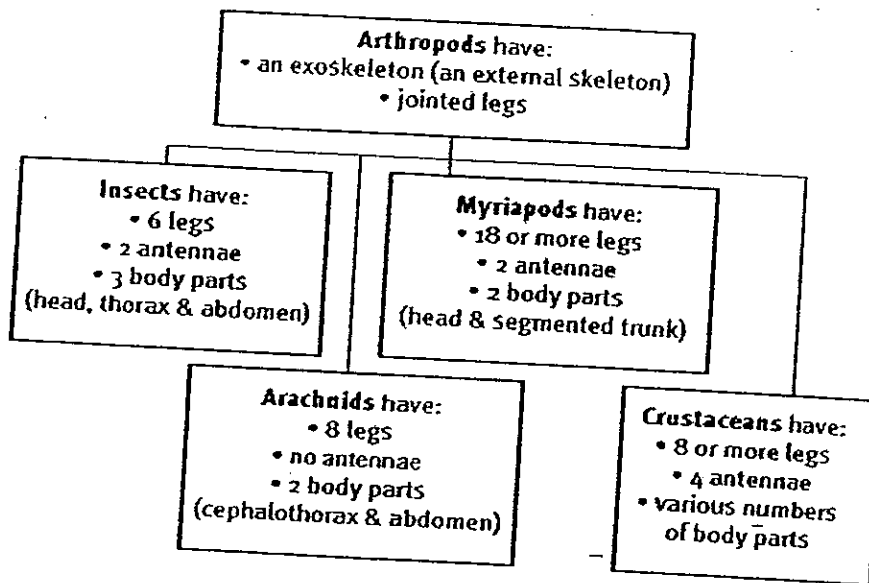 Arthropods have:
• an exoskeleton (an external skeleton)
• jointed legs
Insects have:
• 6 legs
• 2 antennae
• 3 body parts
(head, thorax & abdomen)
Myriapods have:
• 18 or more legs
• 2 antennae
• 2 body parts
(head & segmented trunk)
Arachnids have:
• 8 legs
• no antennae
• 2 body parts
(cephalothorax & abdomen)
Crustaceans have:
• 8 or more legs
• 4 antennae
• various numbers
of body parts